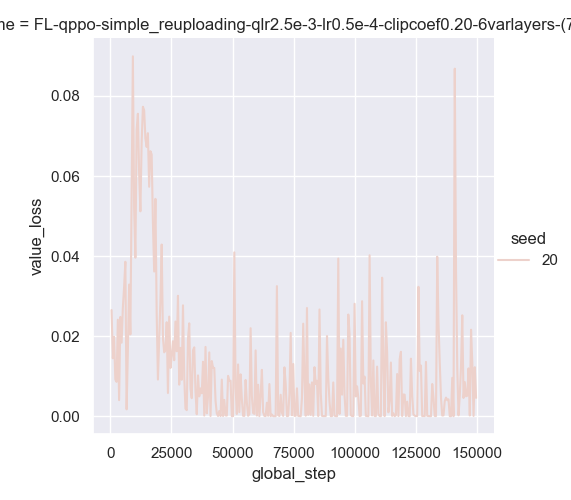 me = FL-qppo-simple_reuploading-qlr2.5e-3-lr0.5e-4-clipcoef0.20-6varlayers-(7
0.08
0.06
0.04
0.02
0.00
value_loss
0 25000 50000 75000 100000 125000 150000
global_step
seed
20